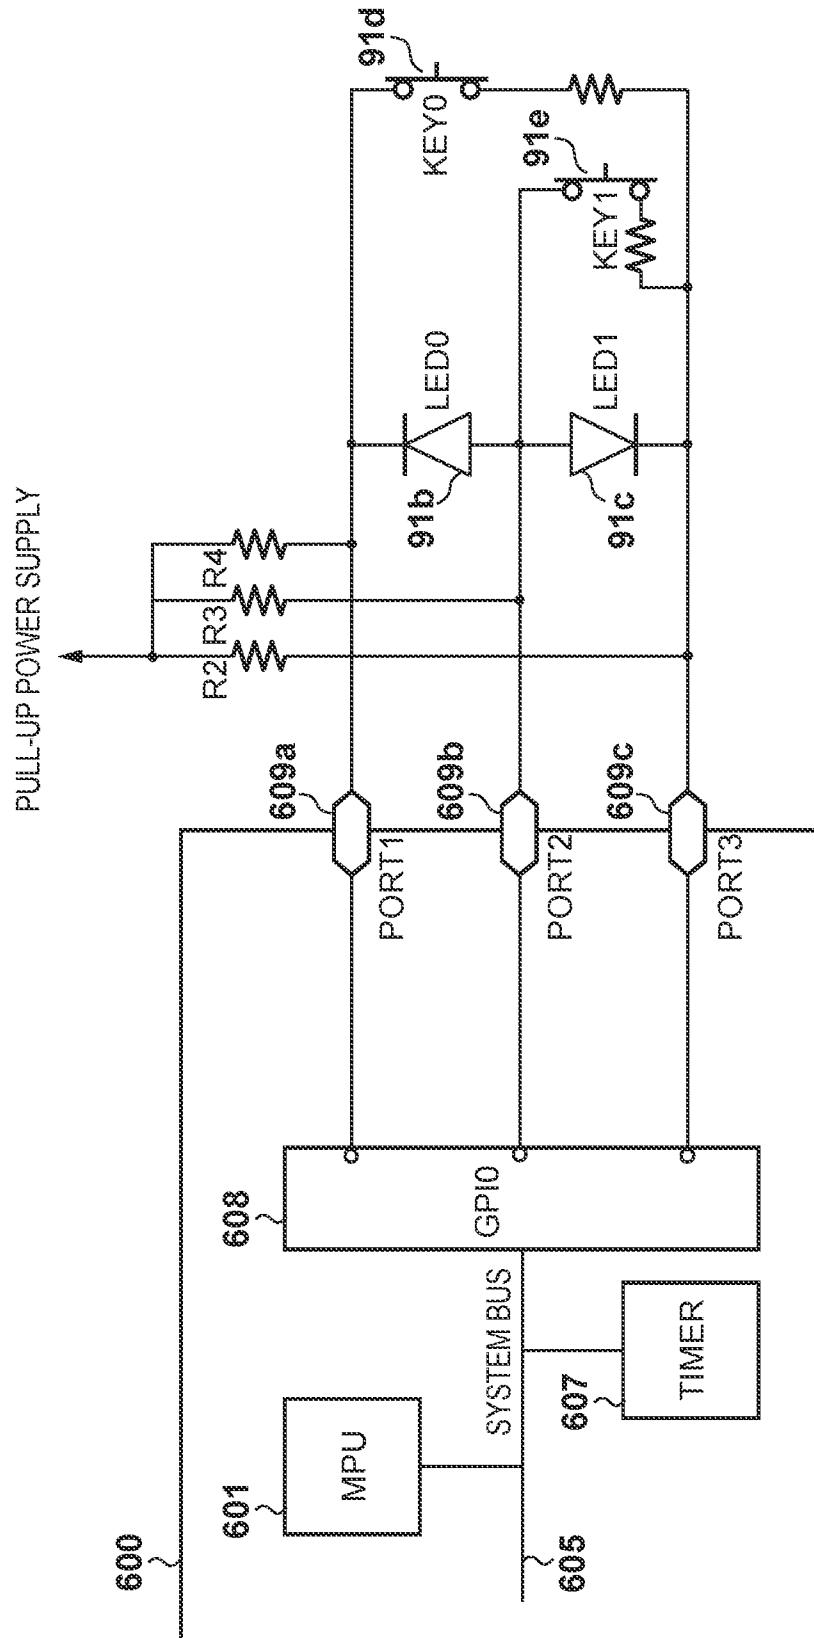 600
601
MPU
605
SYSTEM BUS
607
TIMER
608
GPIO
609a
PORT1
609b
PORT2
609c
PORT3
PULL-UP POWER SUPPLY
R2
R3
R4
91b
LED0
91c
LED1
KEY0
91d
KEY1
91e